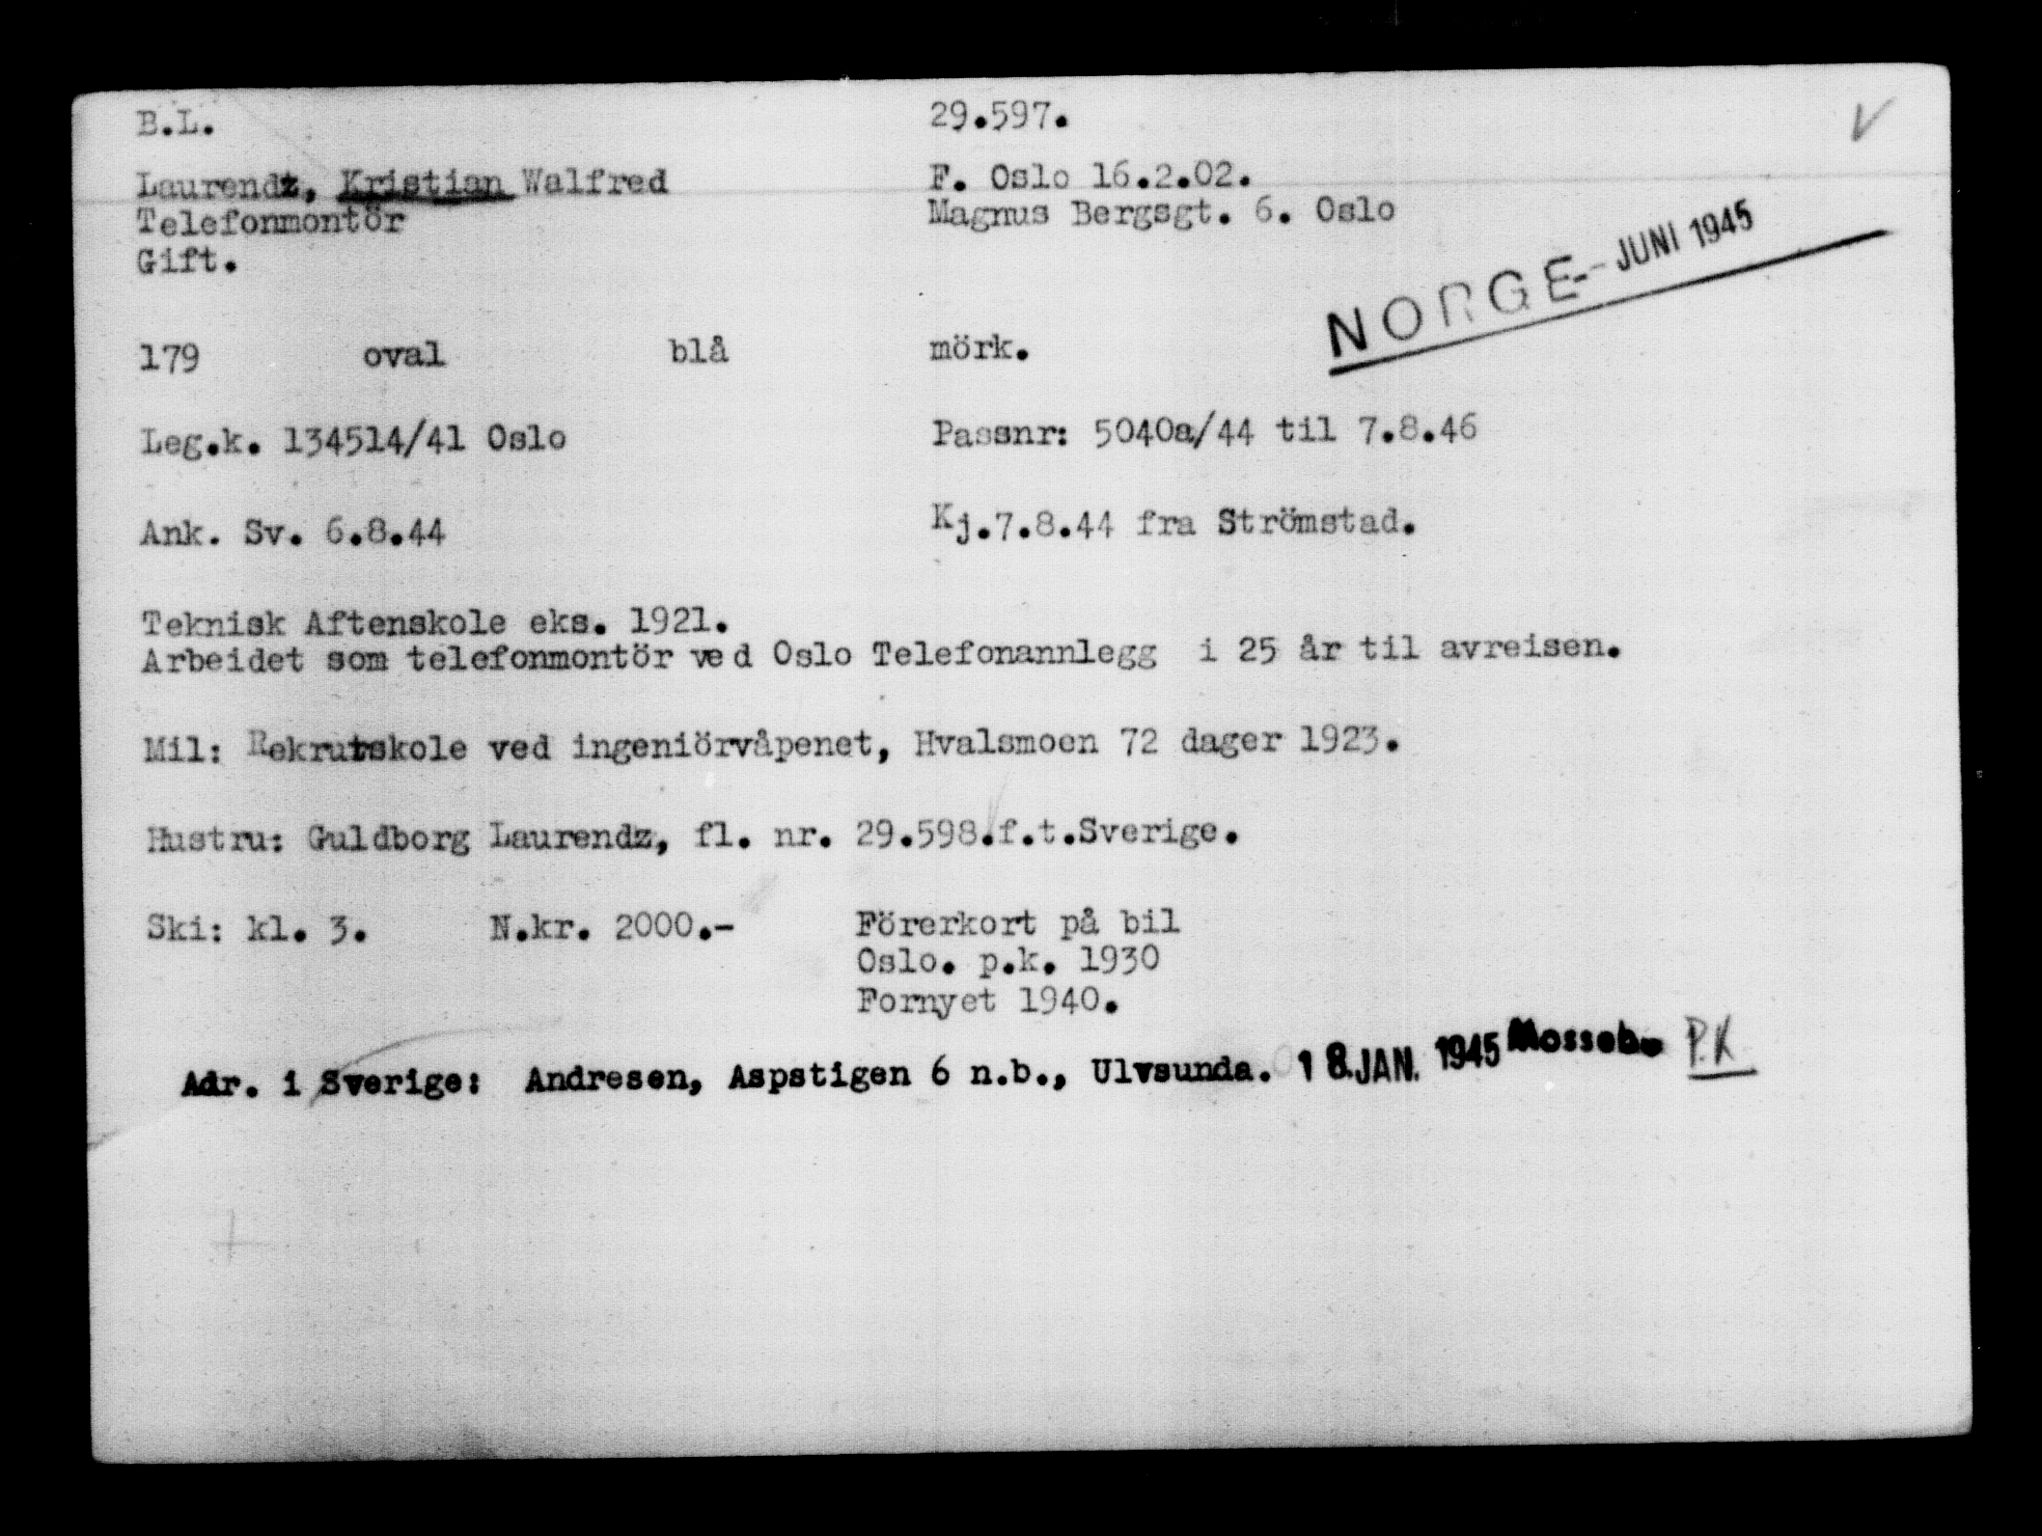 B.L. 29.597.
Laurendz, Kristian Walfred F. Oslo 16.2.02.
Telefonmontör Magnus Bergsgt. 6. Oslo
Gift.
NORGE - JUNI 1945
179 oval blå mörk.
Leg.k. 134514/41 Oslo Passnr: 5040a/44 til 7.8.46
Ank. Sv. 6.8.44 Kj.7.8.44 fra Strömstad.
Teknisk Aftenskole eks. 1921.
Arbeidet som telefonmontör ved Oslo Telefonannlegg i 25 år til avreisen.
Mil: Rekrutskole ved ingeniörvåpenet, Hvalsmoen 72 dager 1923.
Hustru: Guldborg Laurendz, fl. nr. 29.598.f.t.Sverige.
Ski: kl. 3. N.kr. 2000.- Förerkort på bil
Oslo. p.k. 1930
Fornyet 1940.
Adr. i Sverige: Andresen, Aspstigen 6 n.b., Ulvsunda. 18.JAN. 1945 Mosseb. P.K